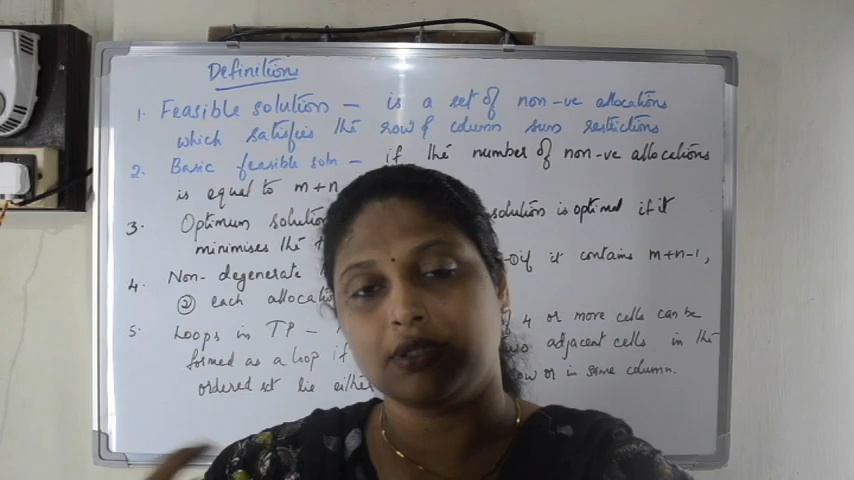 Definitions
1. Feasible solution - is a set of non-ve allocations
which satisfies the row & column sum restrictions
2. Basic feasible soln - if the number of non-ve allocations
is equal to m+n
3. Optimum solution solution is optimal if it
minimises the
4. Non-degenerate ① if it contains m+n-1,
② each allocatio
5. Loops in TP - 4 or more cells can be
formed as a loop if adjacent cells in the
ordered set lie either row or in same column.